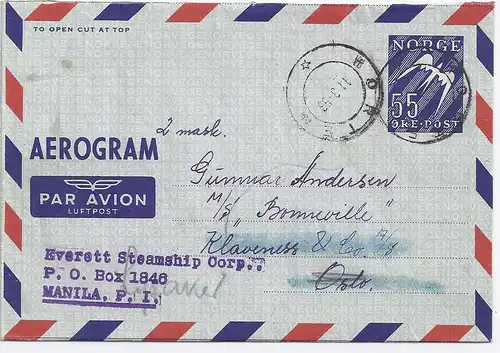 TO OPEN CUT AT TOP
NORGE
55
ØRE·POST
2 mask.
AEROGRAM
Gunnar Andersen
PAR AVION
LUFTPOST
M/S "Bonneville"
Klaveness & Co. A/S
Oslo.
Everett Steamship Corp.
P. O. Box 1846
MANILA, P. I.